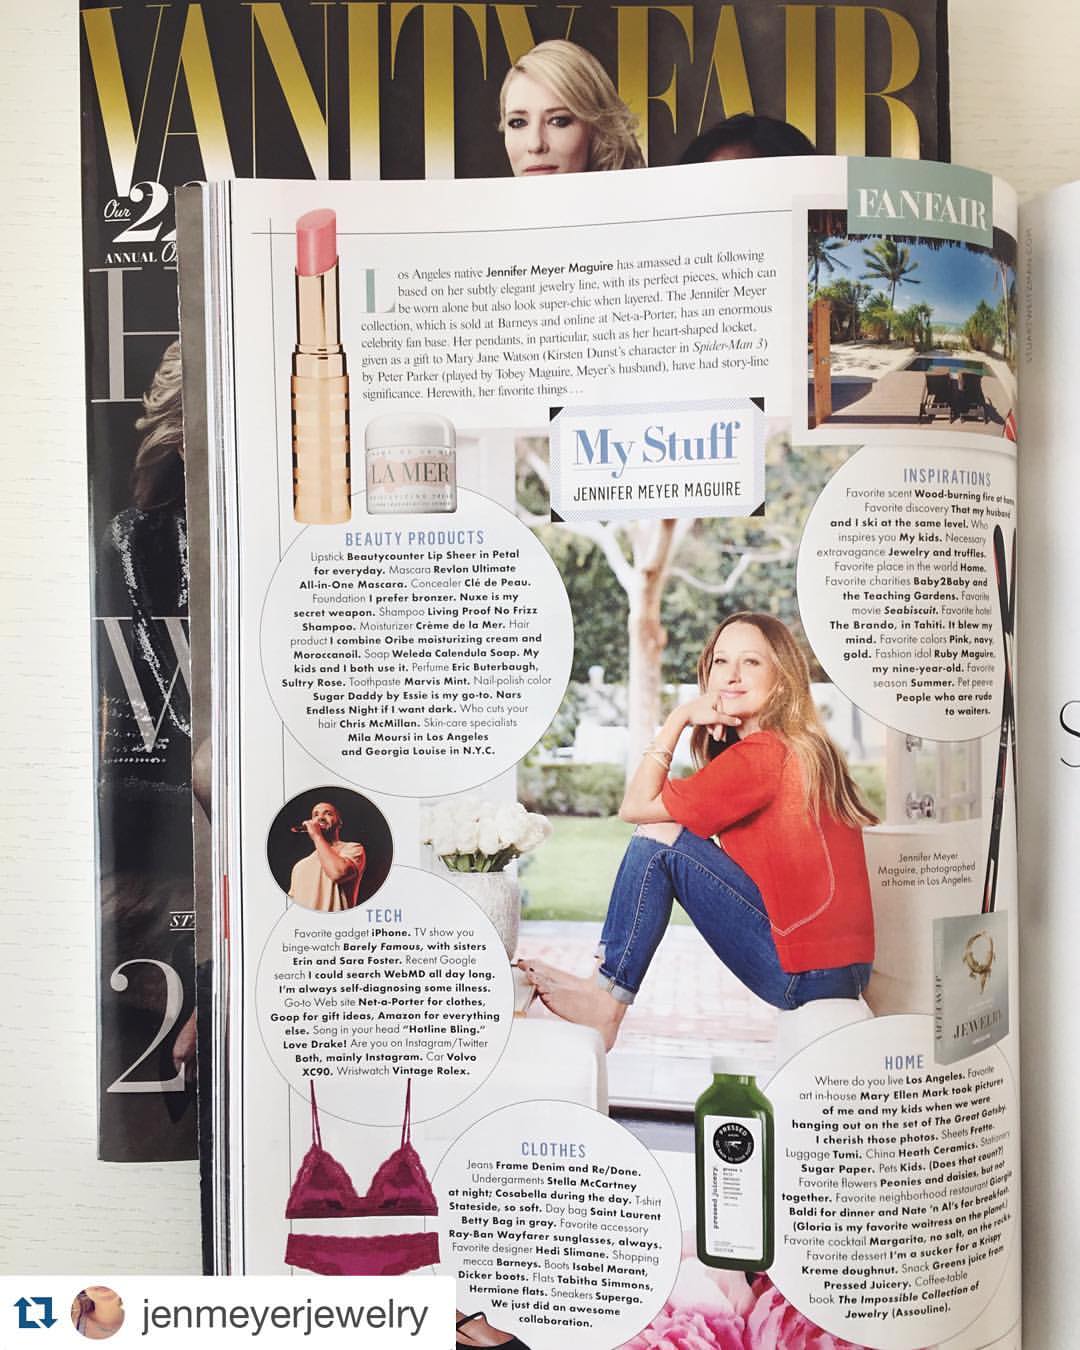 VANITY FAIR
Our 22
ANNUAL
H
W
ST
2
FANFAIR
STUARTWEITZMAN.COM
Los Angeles native Jennifer Meyer Maguire has amassed a cult following
based on her subtly elegant jewelry line, with its perfect pieces, which can
be worn alone but also look super-chic when layered. The Jennifer Meyer
collection, which is sold at Barneys and online at Net-a-Porter, has an enormous
celebrity fan base. Her pendants, in particular, such as her heart-shaped locket,
given as a gift to Mary Jane Watson (Kirsten Dunst's character in Spider-Man 3)
by Peter Parker (played by Tobey Maguire, Meyer's husband), have had story-line
significance. Herewith, her favorite things . . .
My Stuff
JENNIFER MEYER MAGUIRE
LA MER
BEAUTY PRODUCTS
Lipstick Beautycounter Lip Sheer in Petal
for everyday. Mascara Revlon Ultimate
All-in-One Mascara. Concealer Clé de Peau.
Foundation I prefer bronzer. Nuxe is my
secret weapon. Shampoo Living Proof No Frizz
Shampoo. Moisturizer Crème de la Mer. Hair
product I combine Oribe moisturizing cream and
Moroccanoil. Soap Weleda Calendula Soap. My
kids and I both use it. Perfume Eric Buterbaugh,
Sultry Rose. Toothpaste Marvis Mint. Nail-polish color
Sugar Daddy by Essie is my go-to. Nars
Endless Night if I want dark. Who cuts your
hair Chris McMillan. Skin-care specialists
Mila Moursi in Los Angeles
and Georgia Louise in N.Y.C.
INSPIRATIONS
Favorite scent Wood-burning fire at home.
Favorite discovery That my husband
and I ski at the same level. Who
inspires you My kids. Necessary
extravagance Jewelry and truffles.
Favorite place in the world Home.
Favorite charities Baby2Baby and
the Teaching Gardens. Favorite
movie Seabiscuit. Favorite hotel
The Brando, in Tahiti. It blew my
mind. Favorite colors Pink, navy,
gold. Fashion idol Ruby Maguire,
my nine-year-old. Favorite
season Summer. Pet peeve
People who are rude
to waiters.
Jennifer Meyer
Maguire, photographed
at home in Los Angeles.
TECH
Favorite gadget iPhone. TV show you
binge-watch Barely Famous, with sisters
Erin and Sara Foster. Recent Google
search I could search WebMD all day long.
I'm always self-diagnosing some illness.
Go-to Web site Net-a-Porter for clothes,
Goop for gift ideas, Amazon for everything
else. Song in your head "Hotline Bling."
Love Drake! Are you on Instagram/Twitter
Both, mainly Instagram. Car Volvo
XC90. Wristwatch Vintage Rolex.
JEWELRY
CLOTHES
Jeans Frame Denim and Re/Done.
Undergarments Stella McCartney
at night; Cosabella during the day. T-shirt
Stateside, so soft. Day bag Saint Laurent
Betty Bag in gray. Favorite accessory
Ray-Ban Wayfarer sunglasses, always.
Favorite designer Hedi Slimane. Shopping
mecca Barneys. Boots Isabel Marant,
Dicker boots. Flats Tabitha Simmons,
Hermione flats. Sneakers Superga.
We just did an awesome
collaboration.
PRESSED
pressed juicery.
HOME
Where do you live Los Angeles. Favorite
art in-house Mary Ellen Mark took pictures
of me and my kids when we were
hanging out on the set of The Great Gatsby.
I cherish those photos. Sheets Frette.
Luggage Tumi. China Heath Ceramics. Stationery
Sugar Paper. Pets Kids. (Does that count?)
Favorite flowers Peonies and daisies, but not
together. Favorite neighborhood restaurant Giorgio
Baldi for dinner and Nate 'n Al's for breakfast.
(Gloria is my favorite waitress on the planet.)
Favorite cocktail Margarita, no salt, on the rocks.
Favorite dessert I'm a sucker for a Krispy
Kreme doughnut. Snack Greens juice from
Pressed Juicery. Coffee-table
book The Impossible Collection of
Jewelry (Assouline).
jenmeyerjewelry